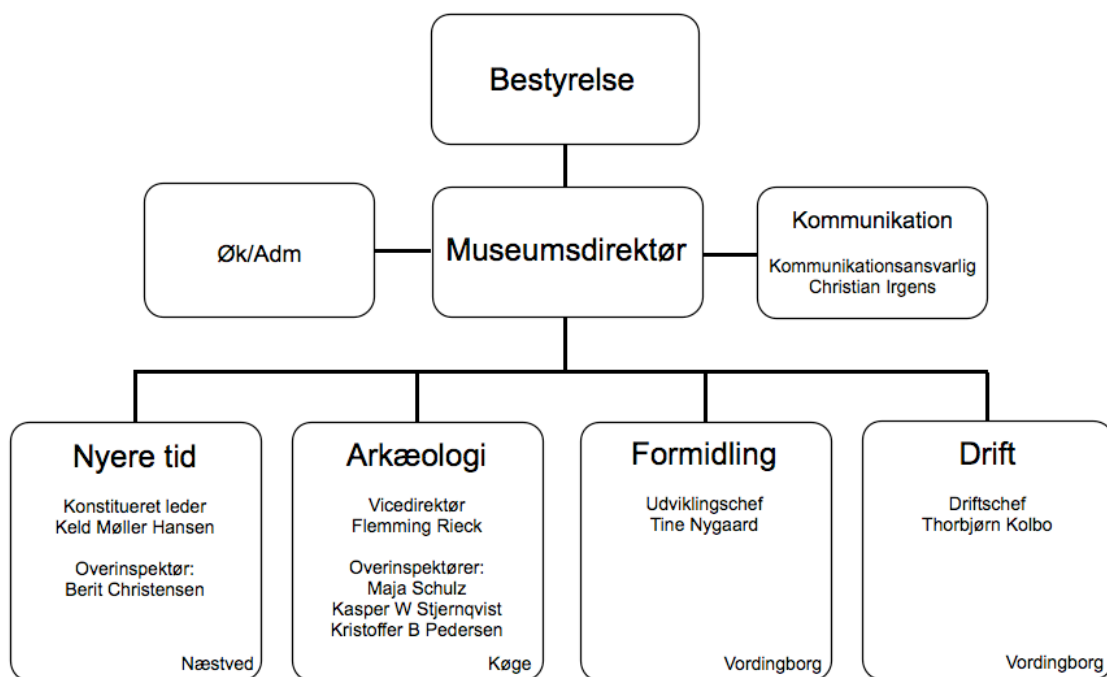 Bestyrelse
Øk/Adm
Museumsdirektør
Kommunikation
Kommunikationsansvarlig
Christian Irgens
Nyere tid
Konstitueret leder
Keld Møller Hansen
Overinspektør:
Berit Christensen
Næstved
Arkæologi
Vicedirektør
Flemming Rieck
Overinspektører:
Maja Schulz
Kasper W Stjernqvist
Kristoffer B Pedersen
Køge
Formidling
Udviklingschef
Tine Nygaard
Vordingborg
Drift
Driftschef
Thorbjørn Kolbo
Vordingborg